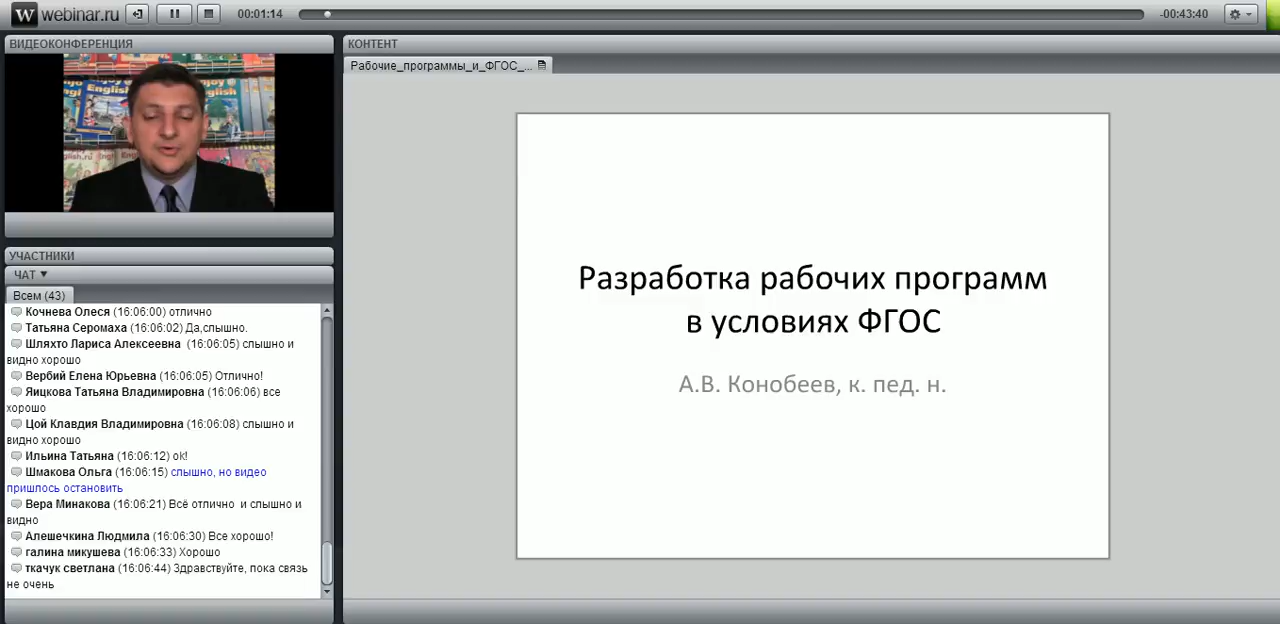 webinar.ru
00:01:14
-00:43:40
ВИДЕОКОНФЕРЕНЦИЯ
English
УЧАСТНИКИ
ЧАТ
Всем (43)
Кочнева Олеся (16:06:00) отлично
Татьяна Серомаха (16:06:02) Да,слышно.
Шляхто Лариса Алексеевна (16:06:05) слышно и
видно хорошо
Вербий Елена Юрьевна (16:06:05) Отлично!
Яицкова Татьяна Владимировна (16:06:06) все
хорошо
Цой Клавдия Владимировна (16:06:08) слышно и
видно хорошо
Ильина Татьяна (16:06:12) ok!
Шмакова Ольга (16:06:15) слышно, но видео
пришлось остановить
Вера Минакова (16:06:21) Всё отлично и слышно и
видно
Алешечкина Людмила (16:06:30) Все хорошо!
галина микушева (16:06:33) Хорошо
ткачук светлана (16:06:44) Здравствуйте, пока связь
не очень
КОНТЕНТ
Рабочие_программы_и_ФГОС_...
Разработка рабочих программ
в условиях ФГОС
А.В. Конобеев, к. пед. н.